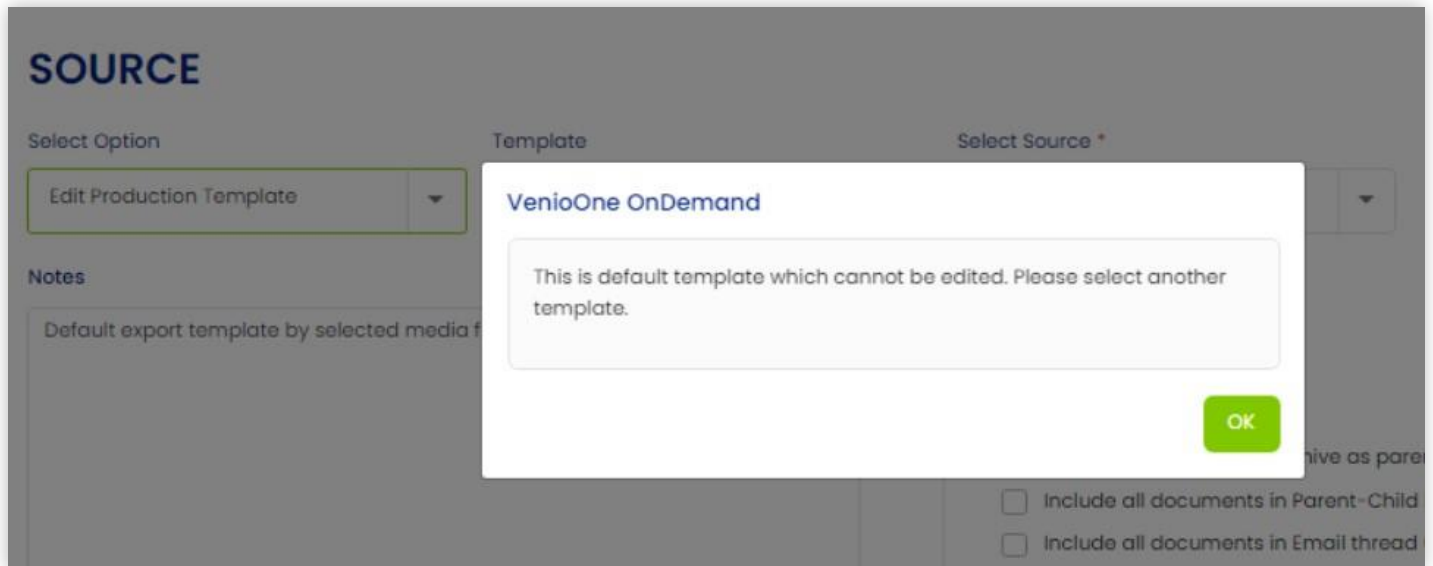 SOURCE
Select Option
Template
Select Source *
Edit Production Template
VenioOne OnDemand
Notes
This is default template which cannot be edited. Please select another
template.
Default export template by selected media
OK
as
Include all documents in Parent-Child
Include all documents in Email thread